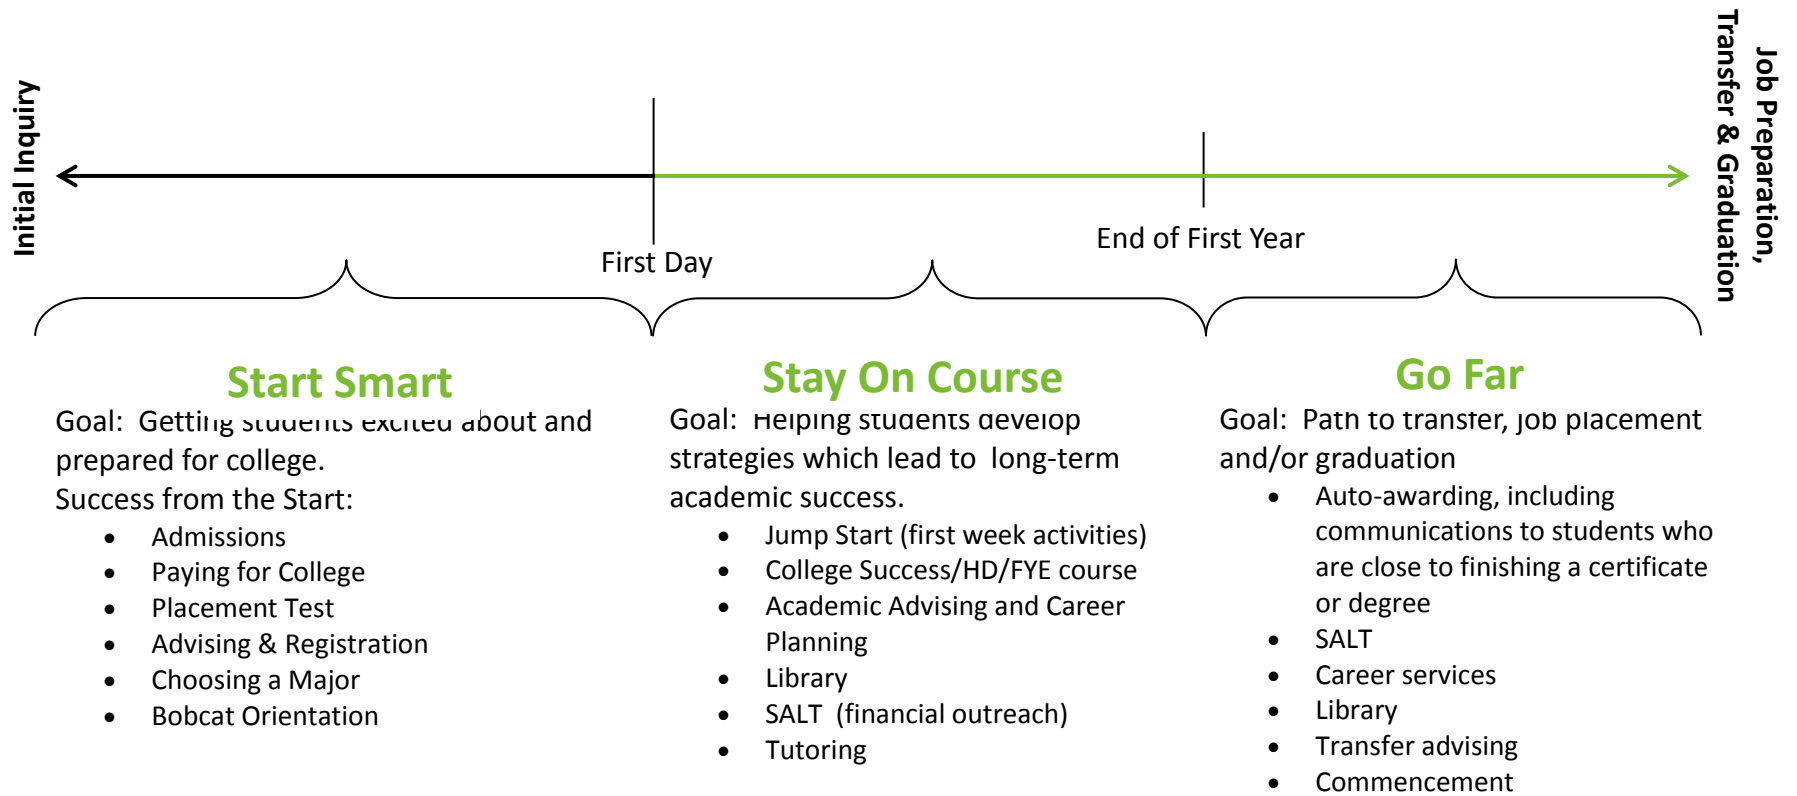 Initial Inquiry
Job Preparation,
Transfer & Graduation
First Day
End of First Year
Start Smart
Goal:  Getting students excited about and
prepared for college.
Success from the Start:
• Admissions
• Paying for College
• Placement Test
• Advising & Registration
• Choosing a Major
• Bobcat Orientation
Stay On Course
Goal:  Helping students develop
strategies which lead to  long-term
academic success.
• Jump Start (first week activities)
• College Success/HD/FYE course
• Academic Advising and Career
Planning
• Library
• SALT  (financial outreach)
• Tutoring
Go Far
Goal:  Path to transfer, job placement
and/or graduation
• Auto-awarding, including
communications to students who
are close to finishing a certificate
or degree
• SALT
• Career services
• Library
• Transfer advising
• Commencement